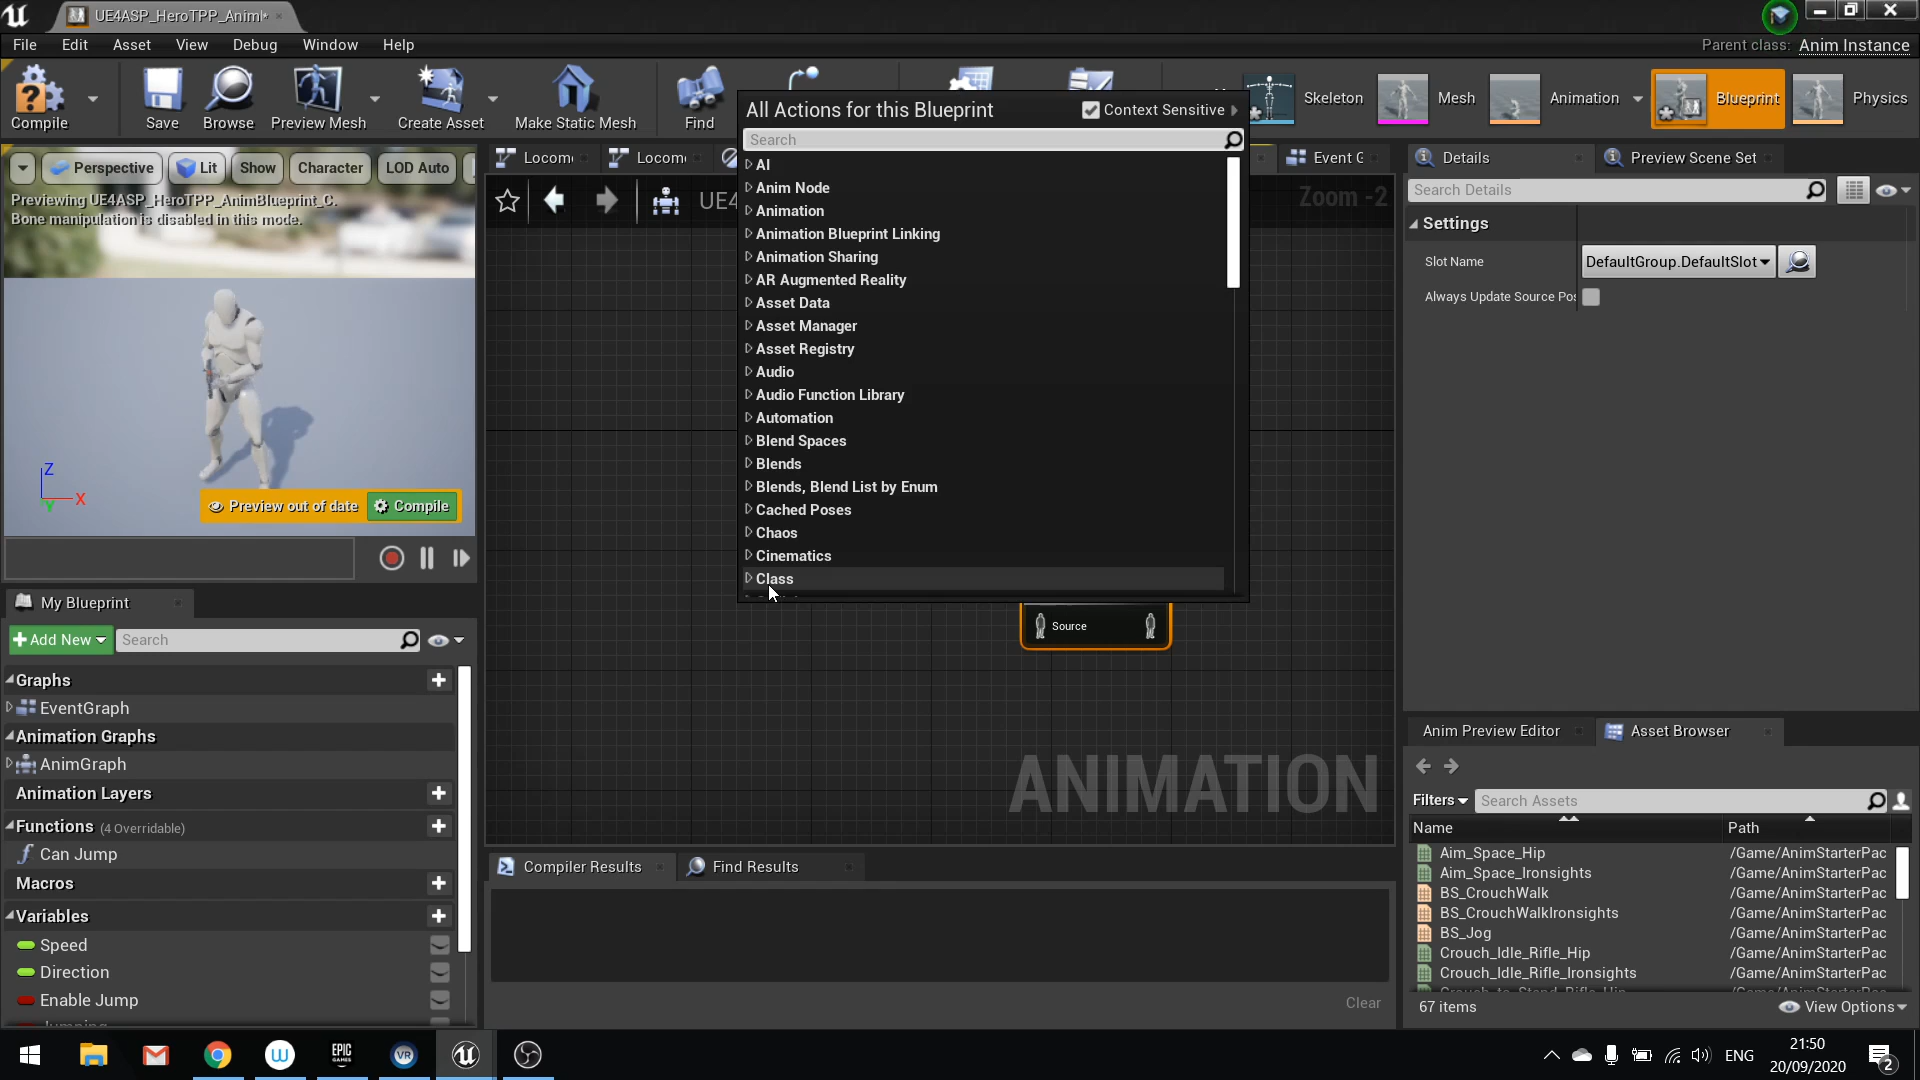 UE4ASP_HeroTPP_AnimI*
File Edit Asset View Debug Window Help
Parent class: Anim Instance
Compile Save Browse Preview Mesh Create Asset Make Static Mesh Find
Skeleton Mesh Animation Blueprint Physics
All Actions for this Blueprint
Context Sensitive
Search
AI
Anim Node
Animation
Animation Blueprint Linking
Animation Sharing
AR Augmented Reality
Asset Data
Asset Manager
Asset Registry
Audio
Audio Function Library
Automation
Blend Spaces
Blends
Blends, Blend List by Enum
Cached Poses
Chaos
Cinematics
Class
Perspective Lit Show Character LOD Auto
Previewing UE4ASP_HeroTPP_AnimBlueprint_C.
Bone manipulation is disabled in this mode.
Z
X
Y
Preview out of date Compile
Locom Locom Event G
UE4
Zoom -2
Source
ANIMATION
My Blueprint
Add New Search
Graphs
EventGraph
Animation Graphs
AnimGraph
Animation Layers
Functions (4 Overridable)
Can Jump
Macros
Variables
Speed
Direction
Enable Jump
Compiler Results Find Results
Clear
Details Preview Scene Set
Search Details
Settings
Slot Name DefaultGroup.DefaultSlot
Always Update Source Pos
Anim Preview Editor Asset Browser
Filters Search Assets
Name Path
Aim_Space_Hip /Game/AnimStarterPac
Aim_Space_Ironsights /Game/AnimStarterPac
BS_CrouchWalk /Game/AnimStarterPac
BS_CrouchWalkIronsights /Game/AnimStarterPac
BS_Jog /Game/AnimStarterPac
Crouch_Idle_Rifle_Hip /Game/AnimStarterPac
Crouch_Idle_Rifle_Ironsights /Game/AnimStarterPac
67 items View Options
EPIC GAMES
VR
ENG
21:50
20/09/2020
2